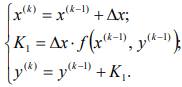 x^{(k)} = x^{(k-1)} + Δx;
K_1 = Δx · f(x^{(k-1)}, y^{(k-1)});
y^{(k)} = y^{(k-1)} + K_1.